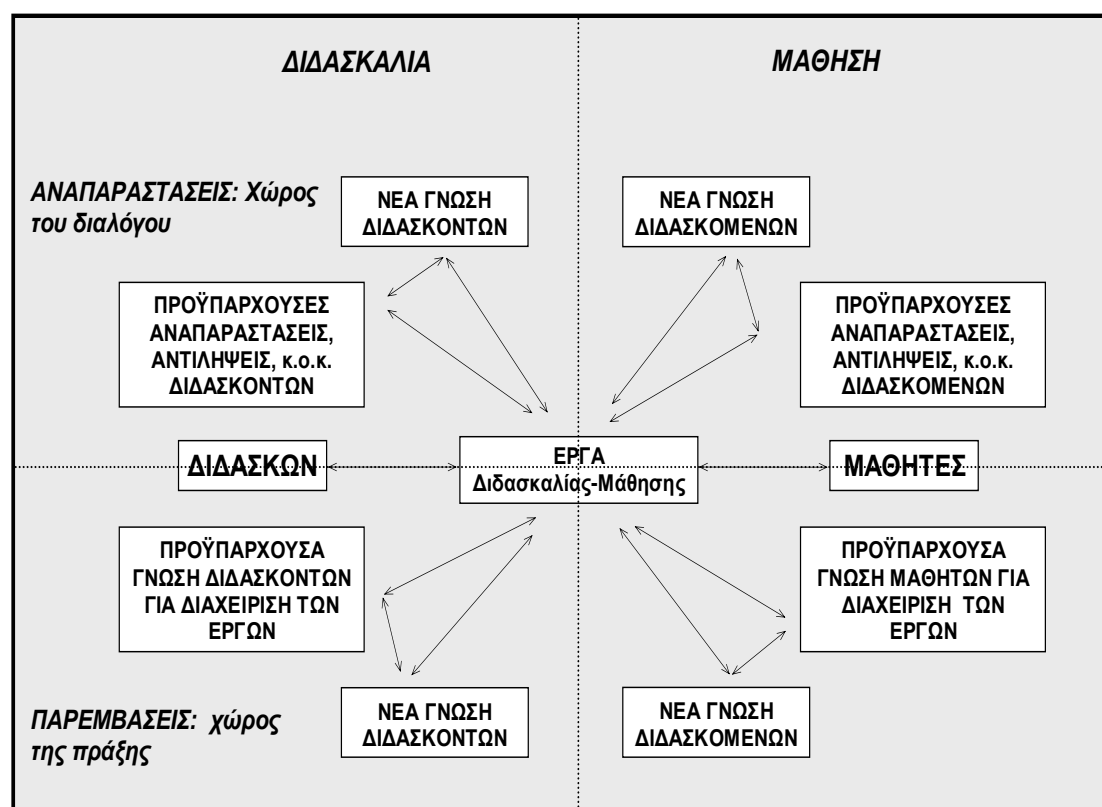 ΔΙΔΑΣΚΑΛΙΑ
ΜΑΘΗΣΗ
ΑΝΑΠΑΡΑΣΤΑΣΕΙΣ: Χώρος
του διαλόγου
ΝΕΑ ΓΝΩΣΗ
ΔΙΔΑΣΚΟΝΤΩΝ
ΝΕΑ ΓΝΩΣΗ
ΔΙΔΑΣΚΟΜΕΝΩΝ
ΠΡΟΫΠΑΡΧΟΥΣΕΣ
ΑΝΑΠΑΡΑΣΤΑΣΕΙΣ,
ΑΝΤΙΛΗΨΕΙΣ, κ.ο.κ.
ΔΙΔΑΣΚΟΝΤΩΝ
ΠΡΟΫΠΑΡΧΟΥΣΕΣ
ΑΝΑΠΑΡΑΣΤΑΣΕΙΣ,
ΑΝΤΙΛΗΨΕΙΣ, κ.ο.κ.
ΔΙΔΑΣΚΟΜΕΝΩΝ
ΔΙΔΑΣΚΩΝ
ΕΡΓΑ
Διδασκαλίας-Μάθησης
ΜΑΘΗΤΕΣ
ΠΡΟΫΠΑΡΧΟΥΣΑ
ΓΝΩΣΗ ΔΙΔΑΣΚΟΝΤΩΝ
ΓΙΑ ΔΙΑΧΕΙΡΙΣΗ ΤΩΝ
ΕΡΓΩΝ
ΠΡΟΫΠΑΡΧΟΥΣΑ
ΓΝΩΣΗ ΜΑΘΗΤΩΝ ΓΙΑ
ΔΙΑΧΕΙΡΙΣΗ ΤΩΝ
ΕΡΓΩΝ
ΠΑΡΕΜΒΑΣΕΙΣ: χώρος
της πράξης
ΝΕΑ ΓΝΩΣΗ
ΔΙΔΑΣΚΟΝΤΩΝ
ΝΕΑ ΓΝΩΣΗ
ΔΙΔΑΣΚΟΜΕΝΩΝ